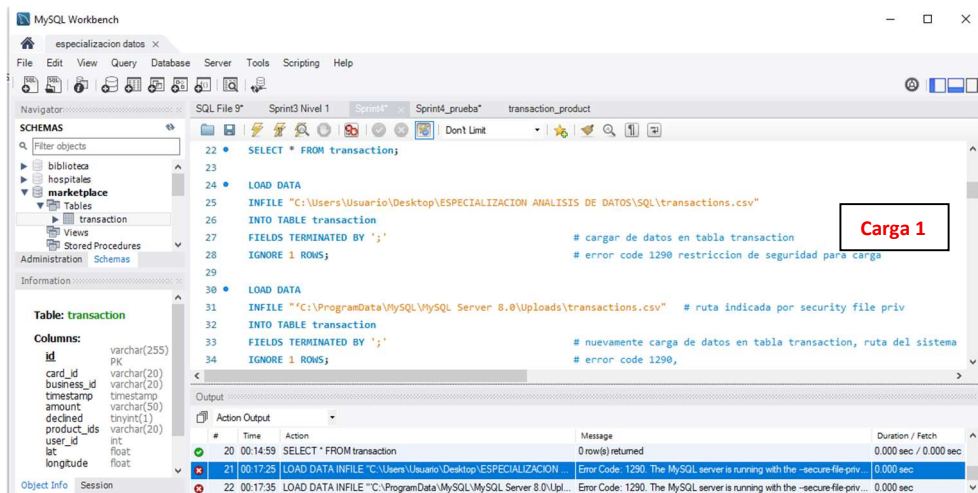 MySQL Workbench
especializacion datos
File Edit View Query Database Server Tools Scripting Help
Navigator
SCHEMAS
Filter objects
biblioteca
hospitales
marketplace
Tables
transaction
Views
Stored Procedures
Administration Schemas
Information
Table: transaction
Columns:
id varchar(255) PK
card_id varchar(20)
business_id varchar(20)
timestamp timestamp
amount varchar(50)
declined tinyint(1)
product_ids varchar(20)
user_id int
lat float
longitude float
Object Info Session
SQL File 9* Sprint3 Nivel 1 Sprint4* Sprint4_prueba* transaction_product
Don't Limit
22 SELECT * FROM transaction;
23
24 LOAD DATA
25 INFILE "C:\Users\Usuario\Desktop\ESPECIALIZACION ANALISIS DE DATOS\SQL\transactions.csv"
26 INTO TABLE transaction
27 FIELDS TERMINATED BY ';' # cargar de datos en tabla transaction
28 IGNORE 1 ROWS; # error code 1290 restriccion de seguridad para carga
29
30 LOAD DATA
31 INFILE "‘C:\ProgramData\MySQL\MySQL Server 8.0\Uploads\transactions.csv" # ruta indicada por security file priv
32 INTO TABLE transaction
33 FIELDS TERMINATED BY ';' # nuevamente carga de datos en tabla transaction, ruta del sistema
34 IGNORE 1 ROWS; # error code 1290,
Carga 1
Output
Action Output
# Time Action Message Duration / Fetch
20 00:14:59 SELECT * FROM transaction 0 row(s) returned 0.000 sec / 0.000 sec
21 00:17:25 LOAD DATA INFILE "C:\Users\Usuario\Desktop\ESPECIALIZACION ... Error Code: 1290. The MySQL server is running with the --secure-file-priv... 0.000 sec
22 00:17:35 LOAD DATA INFILE "‘C:\ProgramData\MySQL\MySQL Server 8.0\Upl... Error Code: 1290. The MySQL server is running with the --secure-file-priv... 0.000 sec